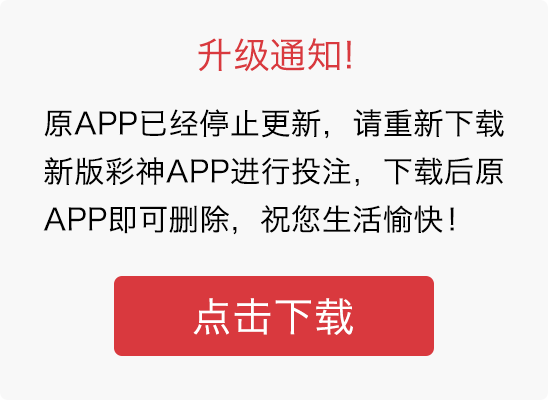 升级通知!
原APP已经停止更新，请重新下载
新版彩神APP进行投注，下载后原
APP即可删除，祝您生活愉快！
点击下载